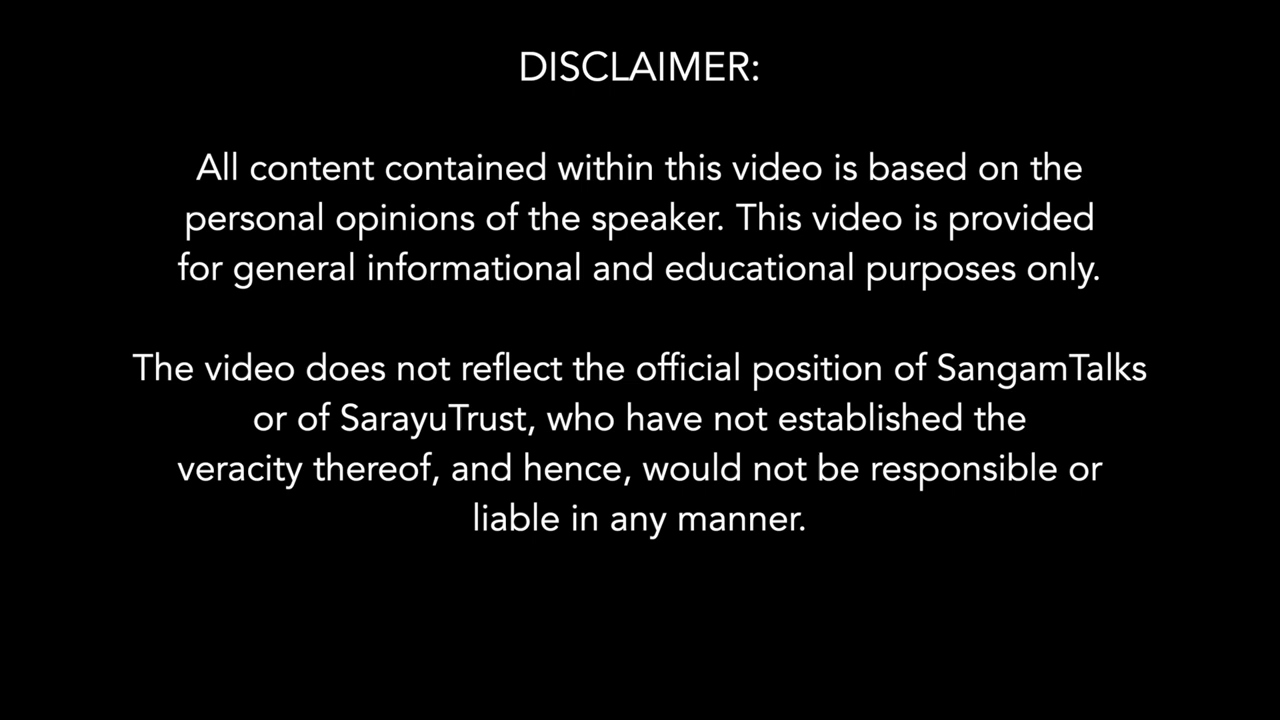 DISCLAIMER:
All content contained within this video is based on the
personal opinions of the speaker. This video is provided
for general informational and educational purposes only.
The video does not reflect the official position of SangamTalks
or of SarayuTrust, who have not established the
veracity thereof, and hence, would not be responsible or
liable in any manner.